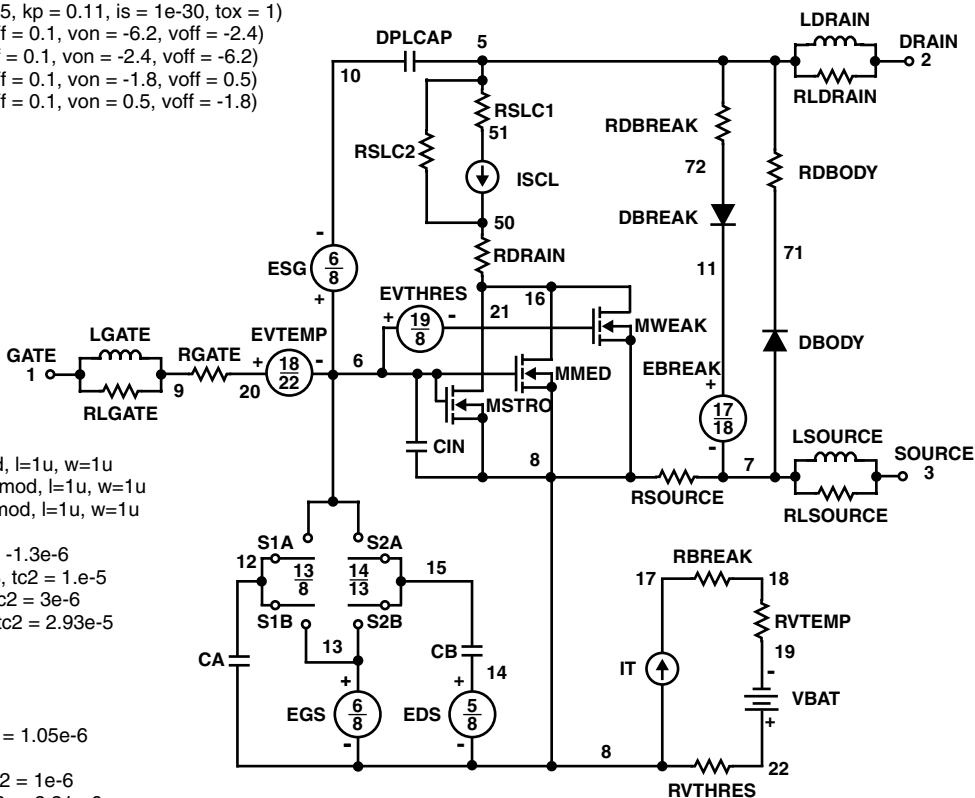 5, kp = 0.11, is = 1e-30, tox = 1)
ff = 0.1, von = -6.2, voff = -2.4)
f = 0.1, von = -2.4, voff = -6.2)
ff = 0.1, von = -1.8, voff = 0.5)
ff = 0.1, von = 0.5, voff = -1.8)
DPLCAP
5
10
LDRAIN
DRAIN
2
RLDRAIN
RSLC1
51
RSLC2
ISCL
RDBREAK
72
RDBODY
50
DBREAK
RDRAIN
71
11
-
ESG
6
8
+
EVTHRES
16
21
+
19
8
-
MWEAK
LGATE
EVTEMP
GATE
1
RGATE
+
18
22
-
6
9
20
RLGATE
MMED
MSTRO
EBREAK
+
17
18
-
DBODY
CIN
LSOURCE
SOURCE
3
8
7
RSOURCE
RLSOURCE
d, l=1u, w=1u
mod, l=1u, w=1u
mod, l=1u, w=1u
-1.3e-6
, tc2 = 1.e-5
c2 = 3e-6
tc2 = 2.93e-5
S1A
S2A
12
13
8
14
13
15
S1B
S2B
13
RBREAK
17
18
RVTEMP
19
CA
CB
14
+
+
IT
-
VBAT
+
EGS
6
8
EDS
5
8
-
-
8
22
RVTHRES
= 1.05e-6
2 = 1e-6